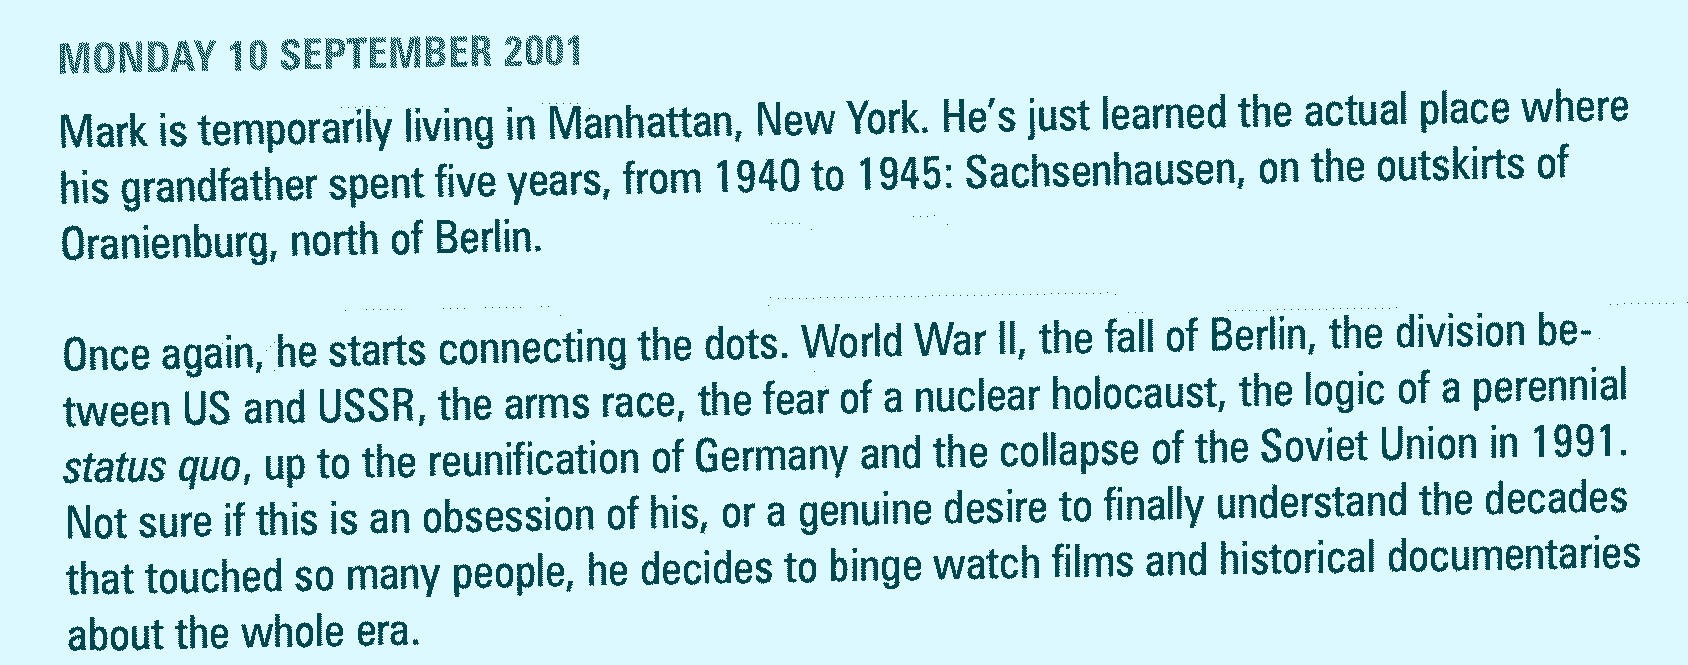 MONDAY 10 SEPTEMBER 2001
Mark is temporarily living in Manhattan, New York. He's just learned the actual place where
his grandfather spent five years, from 1940 to 1945: Sachsenhausen, on the outskirts of
Oranienburg, north of Berlin.
Once again, he starts connecting the dots. World War II, the fall of Berlin, the division be-
tween US and USSR, the arms race, the fear of a nuclear holocaust, the logic of a perennial
status quo, up to the reunification of Germany and the collapse of the Soviet Union in 1991.
Not sure if this is an obsession of his, or a genuine desire to finally understand the decades
that touched so many people, he decides to binge watch films and historical documentaries
about the whole era.